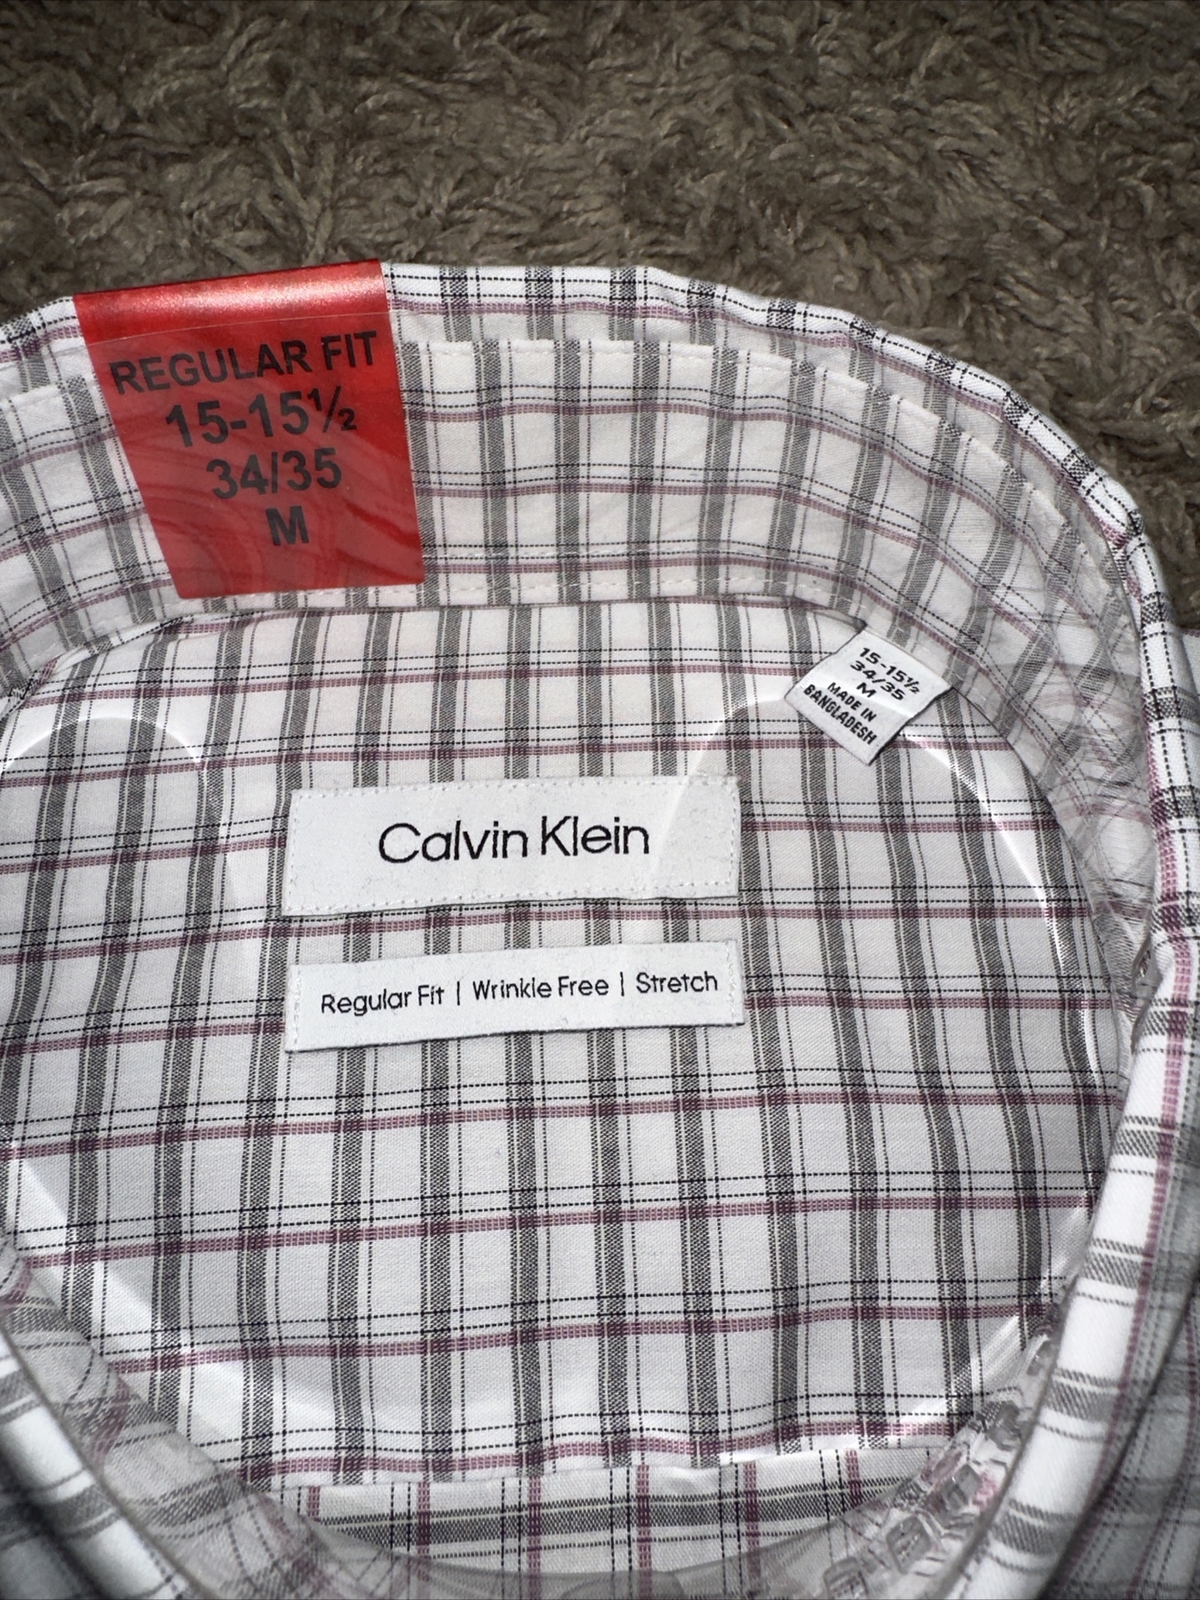 REGULAR FIT
15-15½
34/35
M
15-15½
34/35
M
MADE IN
BANGLADESH
Calvin Klein
Regular Fit | Wrinkle Free | Stretch